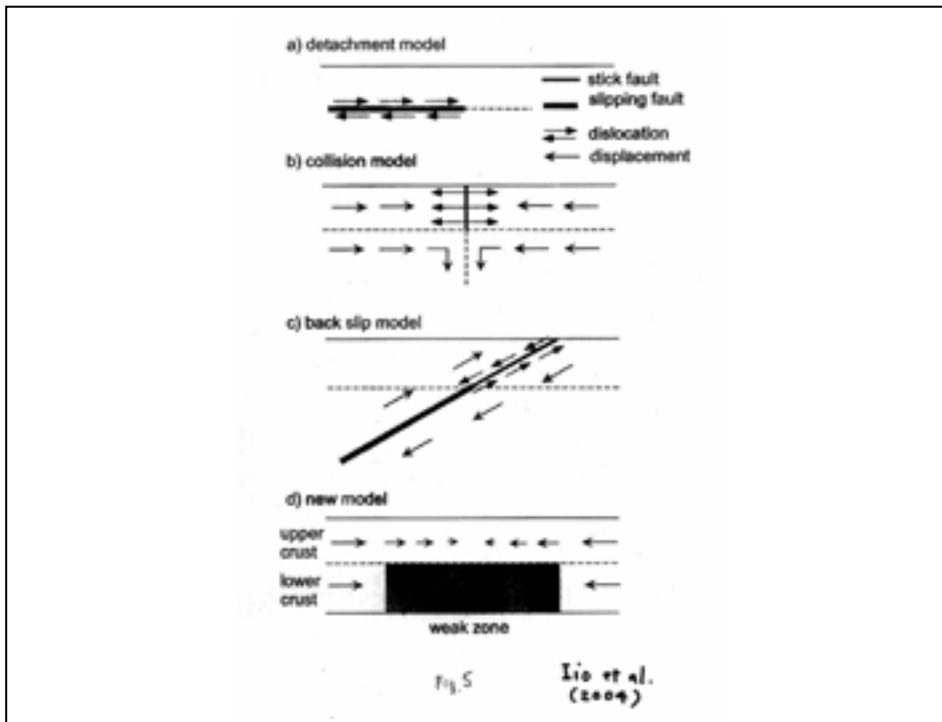 a) detachment model
stick fault
slipping fault
dislocation
displacement
b) collision model
c) back slip model
d) new model
upper
crust
lower
crust
weak zone
Fig. 5
Iio et al.
(2004)